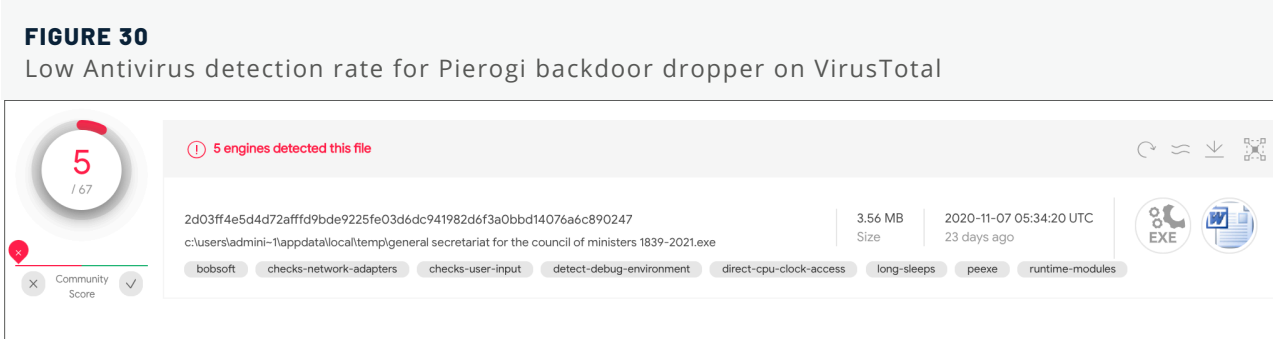 FIGURE 30
Low Antivirus detection rate for Pierogi backdoor dropper on VirusTotal
5
/ 67
5 engines detected this file
2d03ff4e5d4d72afffd9bde9225fe03d6dc941982d6f3a0bbd14076a6c890247
3.56 MB
2020-11-07 05:34:20 UTC
c:\users\admini~1\appdata\local\temp\general secretariat for the council of ministers 1839-2021.exe
Size
23 days ago
EXE
W
bobsoft checks-network-adapters checks-user-input detect-debug-environment direct-cpu-clock-access long-sleeps peexe runtime-modules
Community
Score